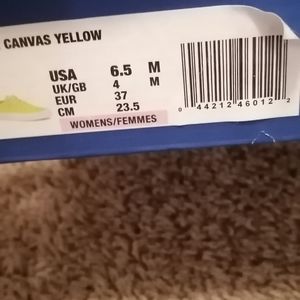 CANVAS YELLOW
USA 6.5 M
UK/GB 4 M
EUR 37
CM 23.5
WOMENS/FEMMES
0 44212 46012 2